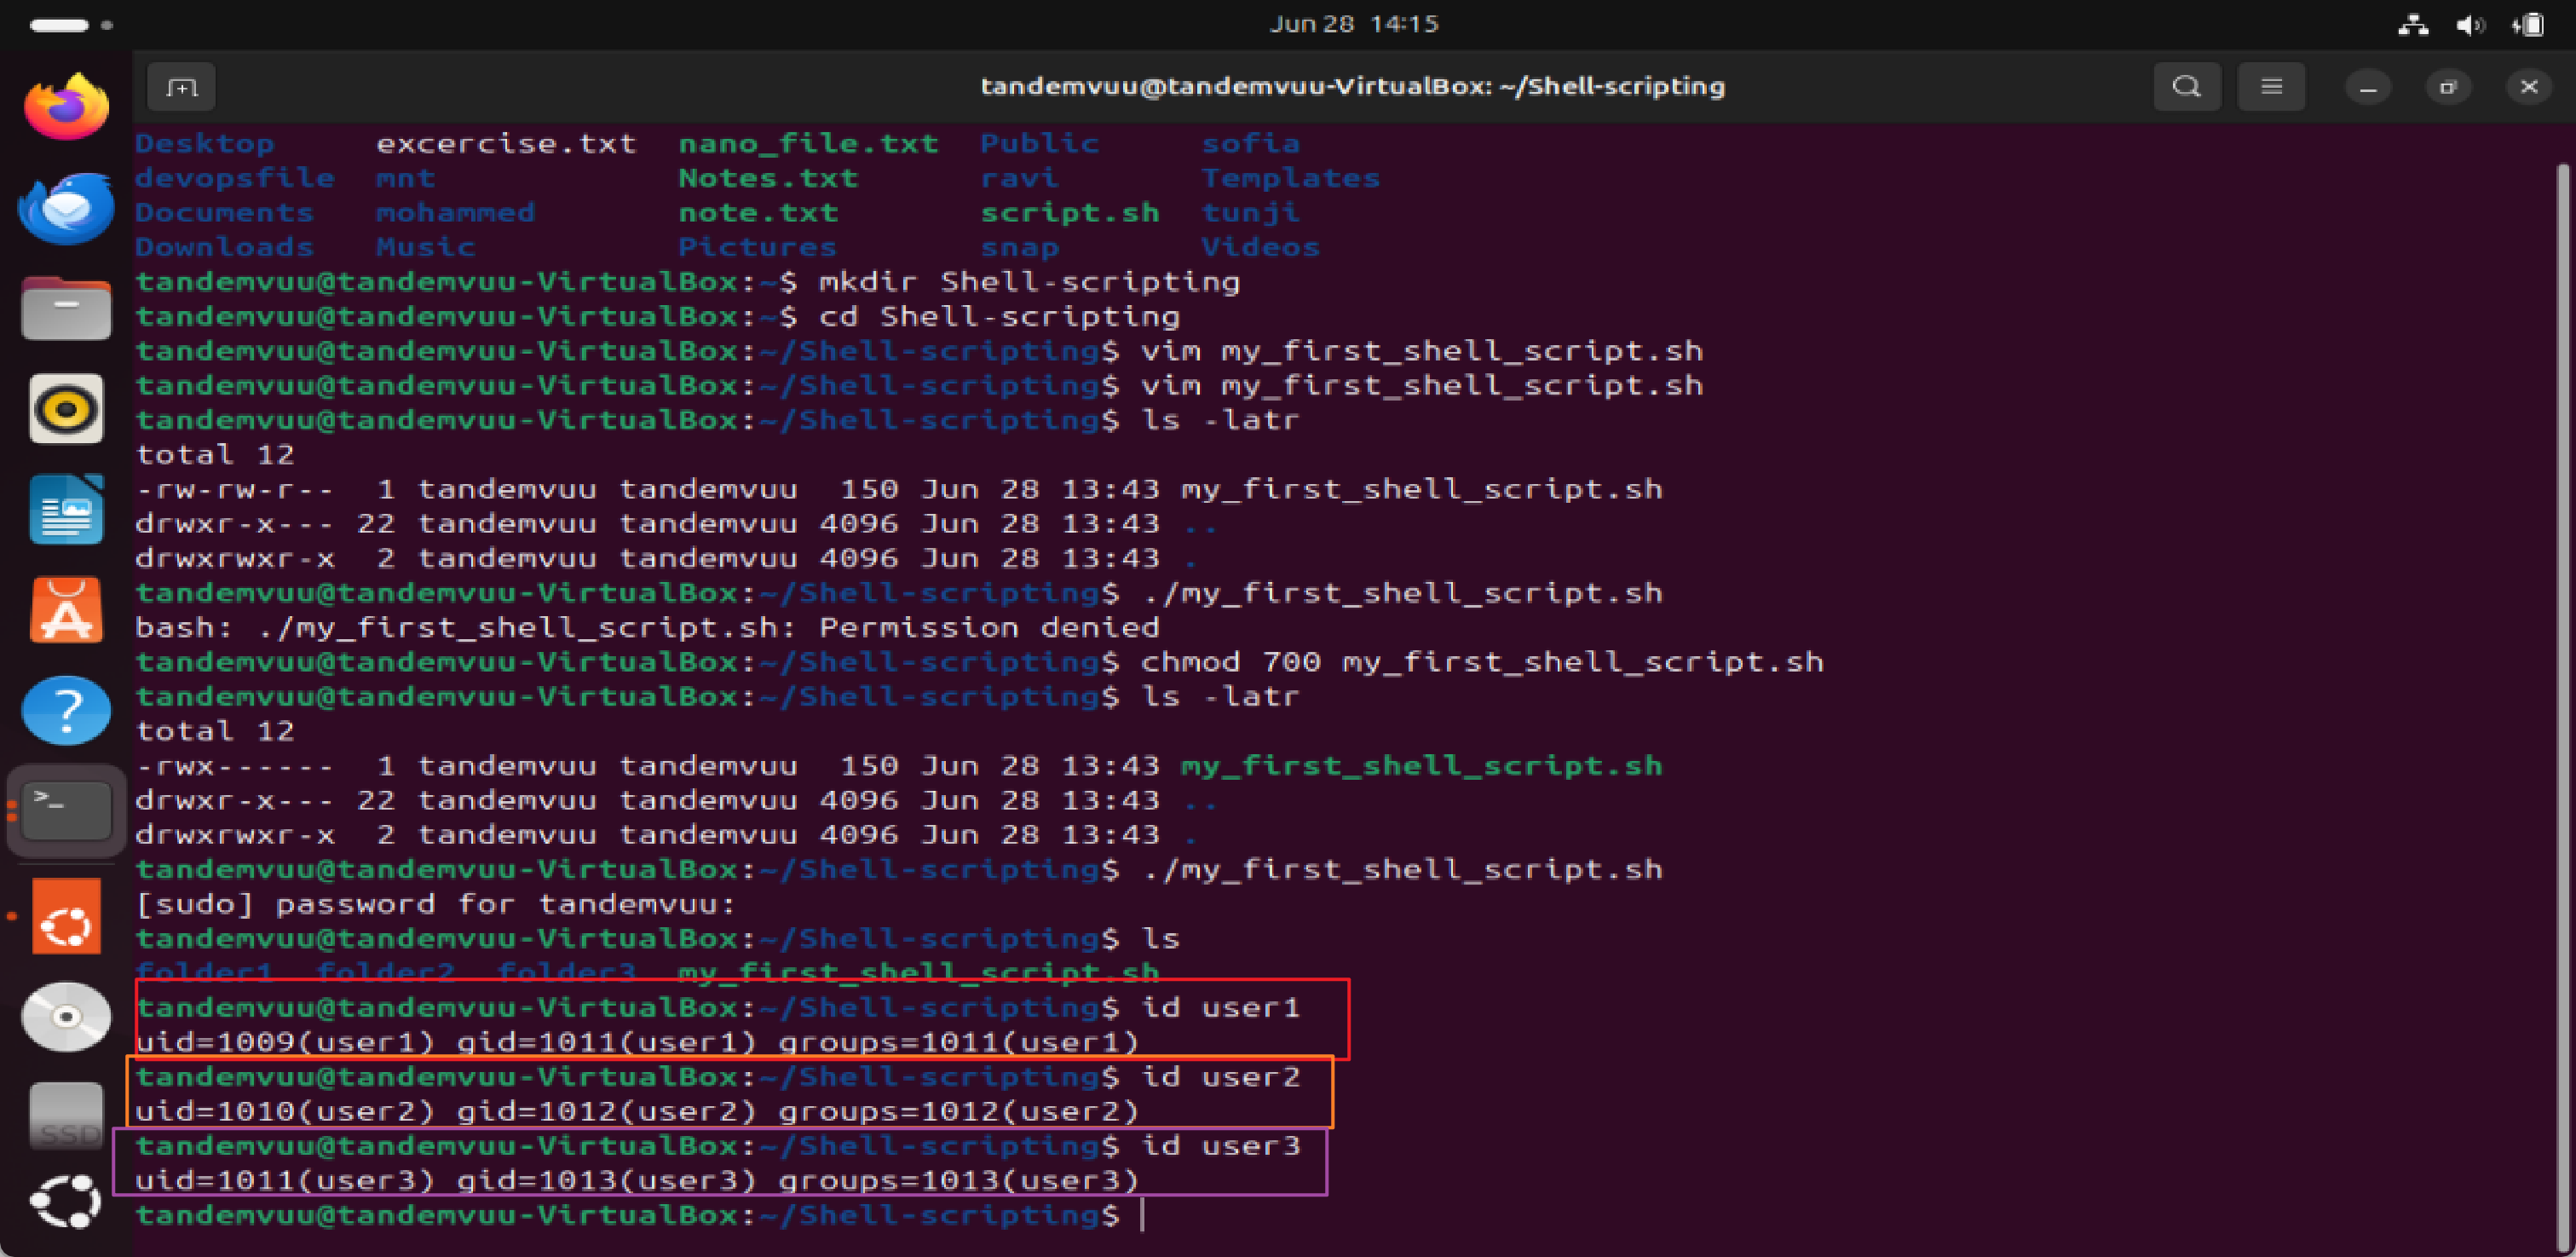 Jun 28 14:15
tandemvuu@tandemvuu-VirtualBox: ~/Shell-scripting
Desktop excercise.txt nano_file.txt Public sofia
devopsfile mnt Notes.txt ravi Templates
Documents mohammed note.txt script.sh tunji
Downloads Music Pictures snap Videos
tandemvuu@tandemvuu-VirtualBox:~$ mkdir Shell-scripting
tandemvuu@tandemvuu-VirtualBox:~$ cd Shell-scripting
tandemvuu@tandemvuu-VirtualBox:~/Shell-scripting$ vim my_first_shell_script.sh
tandemvuu@tandemvuu-VirtualBox:~/Shell-scripting$ vim my_first_shell_script.sh
tandemvuu@tandemvuu-VirtualBox:~/Shell-scripting$ ls -latr
total 12
-rw-rw-r-- 1 tandemvuu tandemvuu 150 Jun 28 13:43 my_first_shell_script.sh
drwxr-x--- 22 tandemvuu tandemvuu 4096 Jun 28 13:43 ..
drwxrwxr-x 2 tandemvuu tandemvuu 4096 Jun 28 13:43 .
tandemvuu@tandemvuu-VirtualBox:~/Shell-scripting$ ./my_first_shell_script.sh
bash: ./my_first_shell_script.sh: Permission denied
tandemvuu@tandemvuu-VirtualBox:~/Shell-scripting$ chmod 700 my_first_shell_script.sh
tandemvuu@tandemvuu-VirtualBox:~/Shell-scripting$ ls -latr
total 12
-rwx------ 1 tandemvuu tandemvuu 150 Jun 28 13:43 my_first_shell_script.sh
drwxr-x--- 22 tandemvuu tandemvuu 4096 Jun 28 13:43 ..
drwxrwxr-x 2 tandemvuu tandemvuu 4096 Jun 28 13:43 .
tandemvuu@tandemvuu-VirtualBox:~/Shell-scripting$ ./my_first_shell_script.sh
[sudo] password for tandemvuu:
tandemvuu@tandemvuu-VirtualBox:~/Shell-scripting$ ls
folder1 folder2 folder3 my_first_shell_script.sh
tandemvuu@tandemvuu-VirtualBox:~/Shell-scripting$ id user1
uid=1009(user1) gid=1011(user1) groups=1011(user1)
tandemvuu@tandemvuu-VirtualBox:~/Shell-scripting$ id user2
uid=1010(user2) gid=1012(user2) groups=1012(user2)
tandemvuu@tandemvuu-VirtualBox:~/Shell-scripting$ id user3
uid=1011(user3) gid=1013(user3) groups=1013(user3)
tandemvuu@tandemvuu-VirtualBox:~/Shell-scripting$
SSD